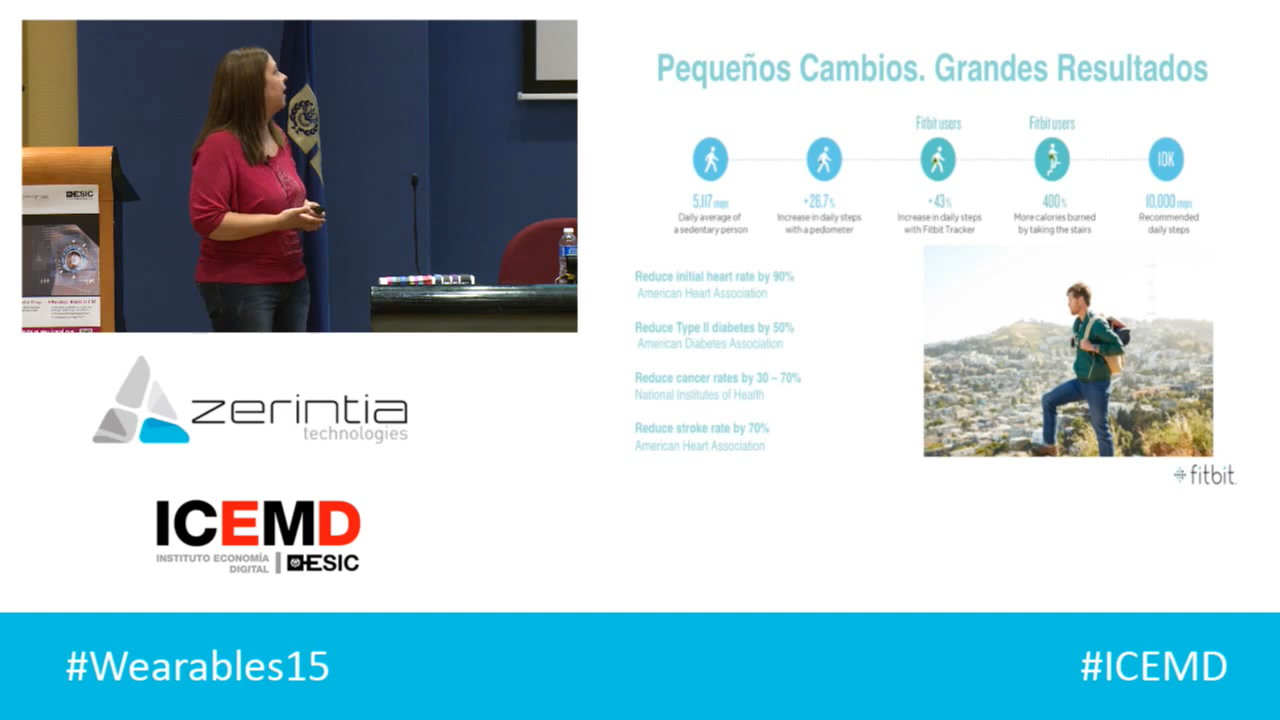 ESIC
Pequeños Cambios. Grandes Resultados
Fitbit users
Fitbit users
10K
5,117 steps
+26.7%
+43%
400%
10,000 steps
Daily average of
a sedentary person
Increase in daily steps
with a pedometer
Increase in daily steps
with Fitbit Tracker
More calories burned
by taking the stairs
Recommended
daily steps
Reduce initial heart rate by 90%
American Heart Association
Reduce Type II diabetes by 50%
American Diabetes Association
Reduce cancer rates by 30 – 70%
National Institutes of Health
Reduce stroke rate by 70%
American Heart Association
fitbit
zerintia
technologies
ICEMD
INSTITUTO ECONOMÍA
DIGITAL
ESIC
#Wearables15
#ICEMD